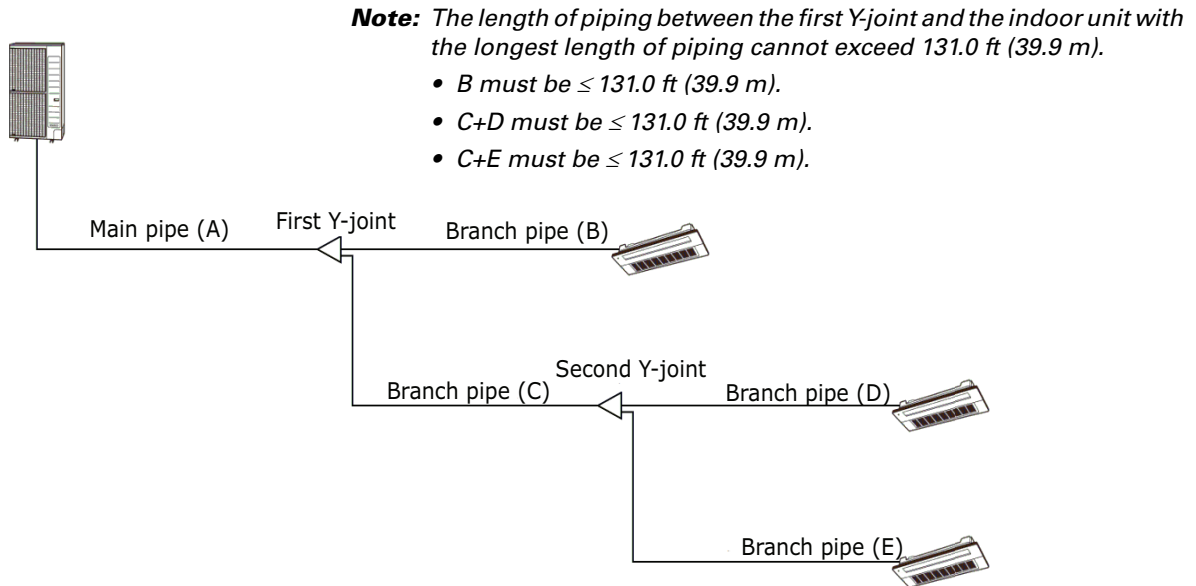 Note: The length of piping between the first Y-joint and the indoor unit with
the longest length of piping cannot exceed 131.0 ft (39.9 m).
• B must be ≤ 131.0 ft (39.9 m).
• C+D must be ≤ 131.0 ft (39.9 m).
• C+E must be ≤ 131.0 ft (39.9 m).
Main pipe (A)
First Y-joint
Branch pipe (B)
Second Y-joint
Branch pipe (C)
Branch pipe (D)
Branch pipe (E)